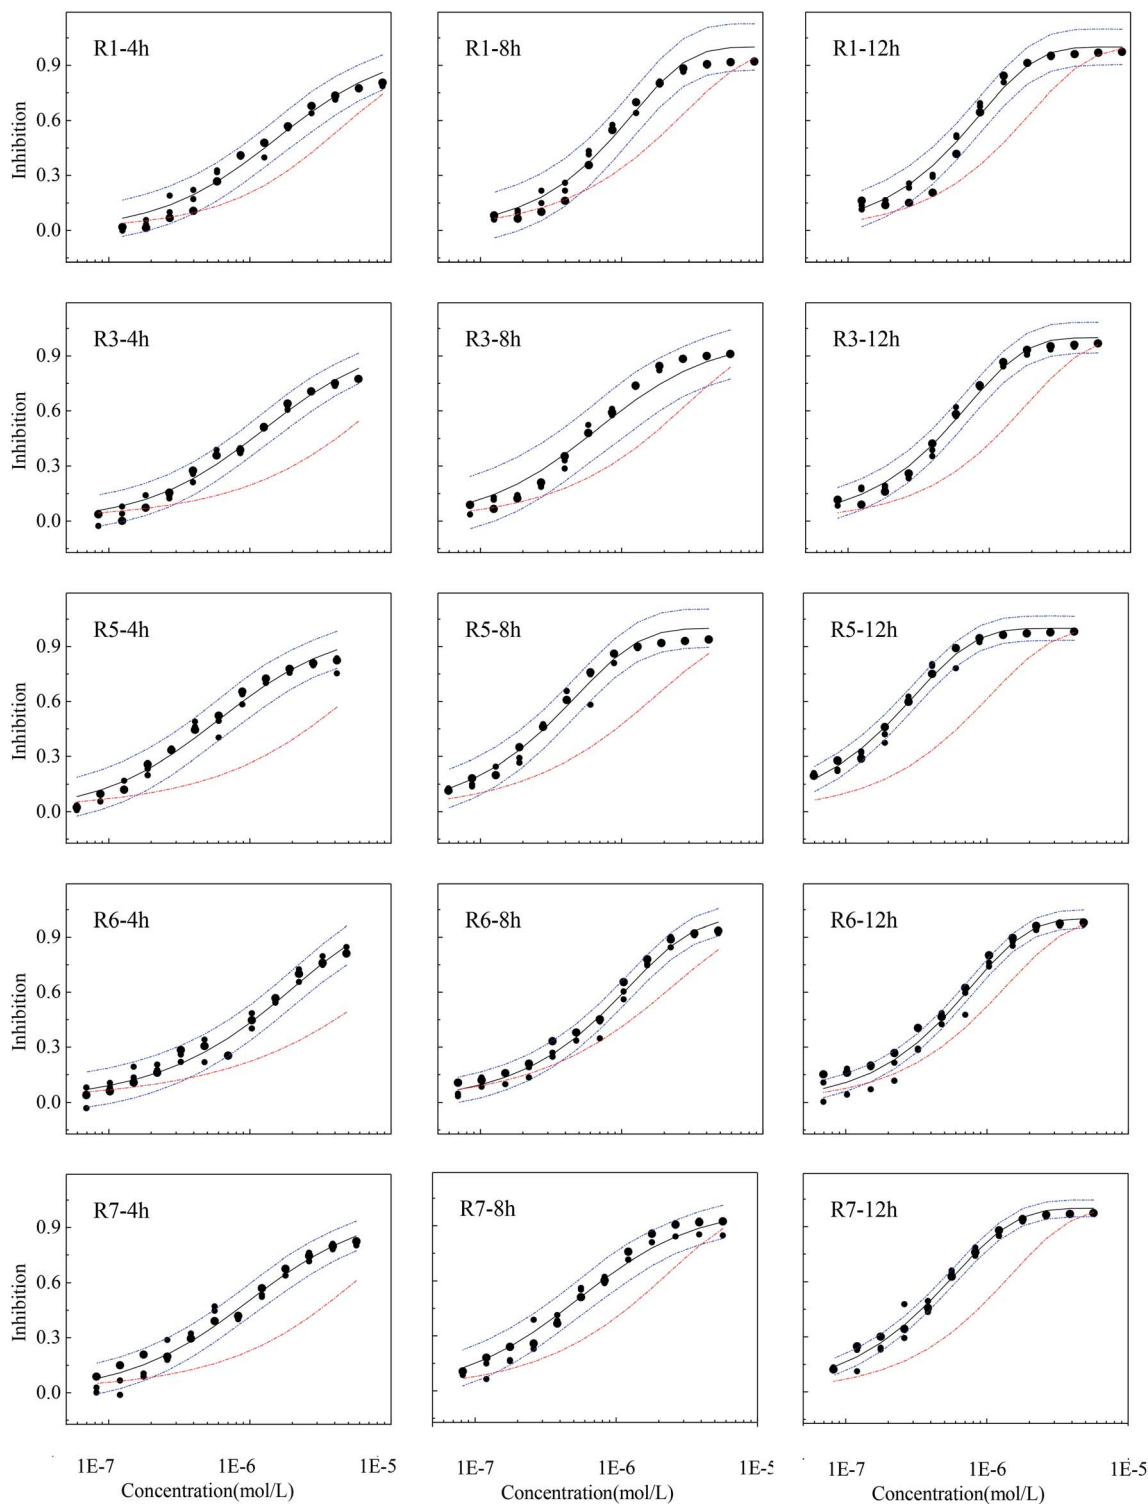 R1-4h
R1-8h
R1-12h
0.9
0.6
0.3
0.0
Inhibition
R3-4h
R3-8h
R3-12h
0.9
0.6
0.3
0.0
Inhibition
R5-4h
R5-8h
R5-12h
0.9
0.6
0.3
0.0
Inhibition
R6-4h
R6-8h
R6-12h
0.9
0.6
0.3
0.0
Inhibition
R7-4h
R7-8h
R7-12h
0.9
0.6
0.3
0.0
Inhibition
1E-7 1E-6 1E-5
1E-7 1E-6 1E-5
1E-7 1E-6 1E-5
Concentration(mol/L)
Concentration(mol/L)
Concentration(mol/L)